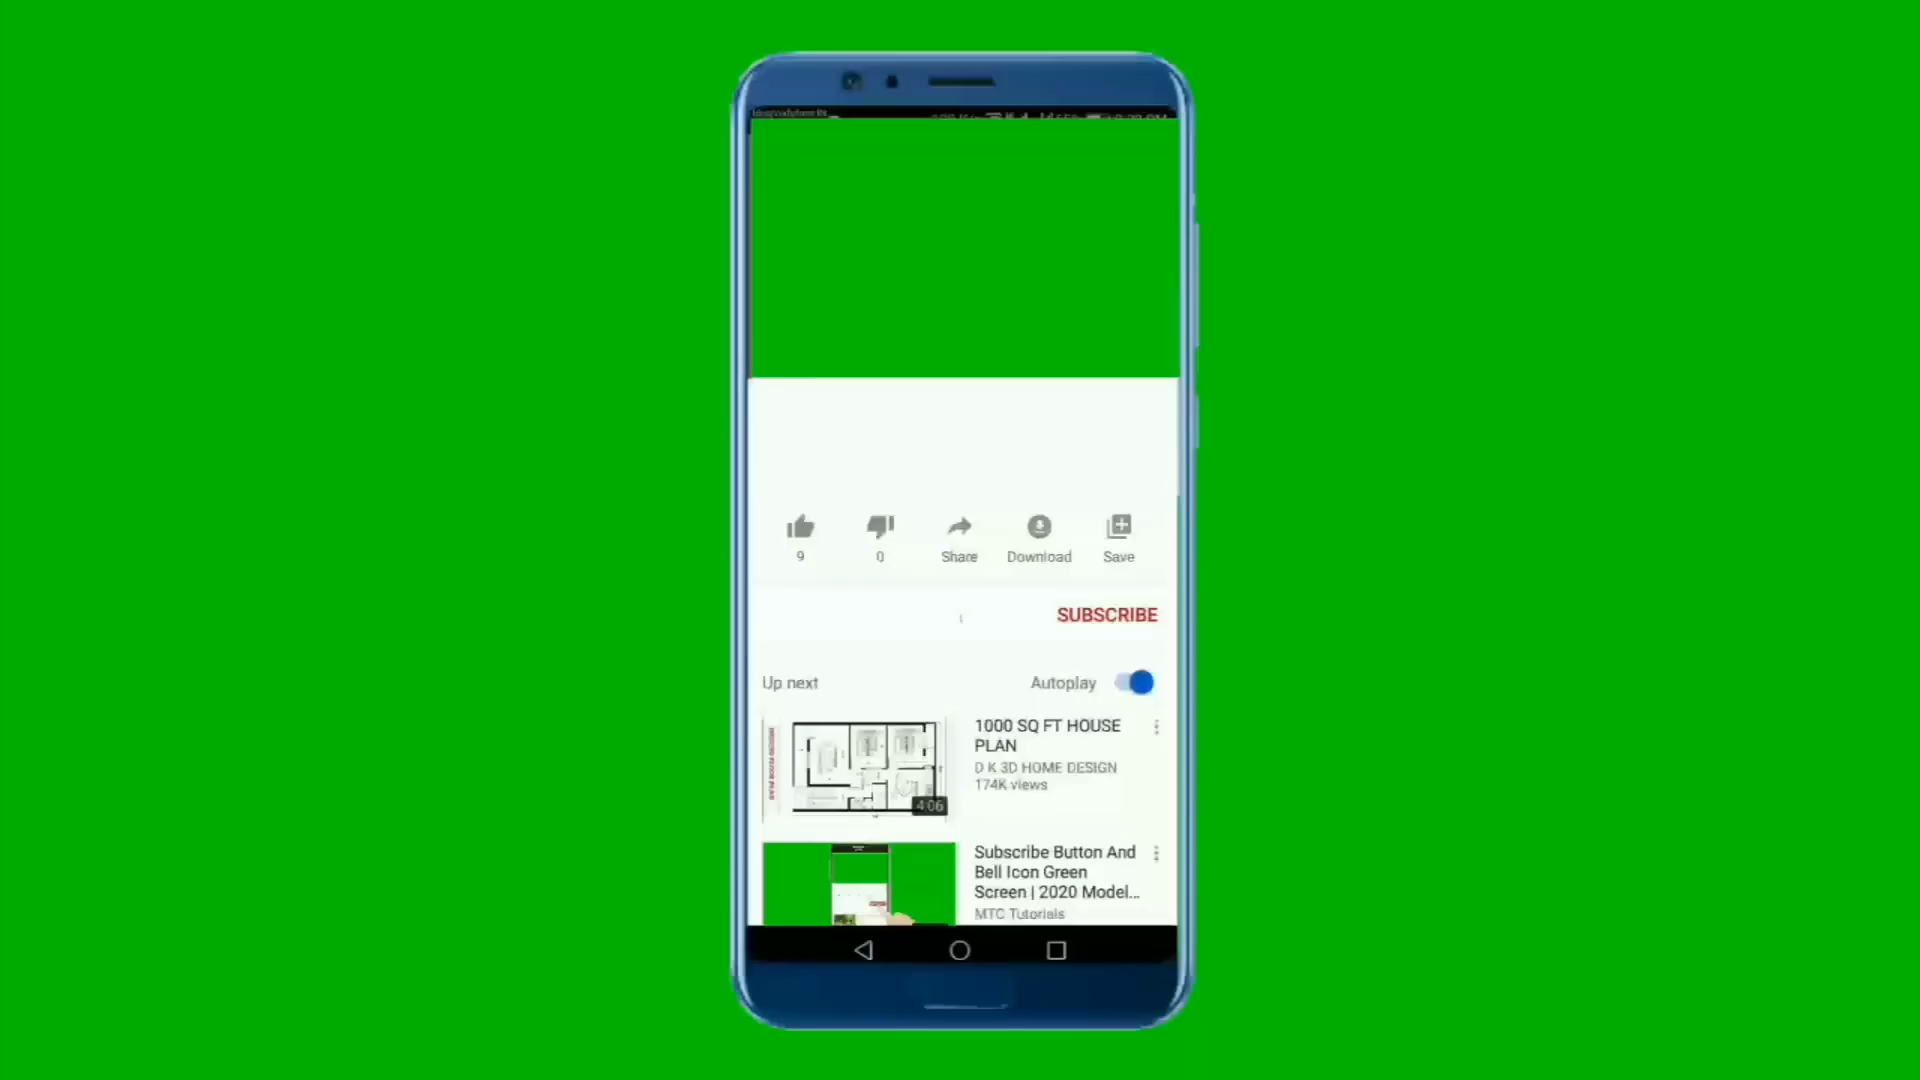 9
0
Share
Download
Save
SUBSCRIBE
Up next
Autoplay
1000 SQ FT HOUSE
PLAN
D K 3D HOME DESIGN
174K views
4:06
Subscribe Button And
Bell Icon Green
Screen | 2020 Model...
MTC Tutorials